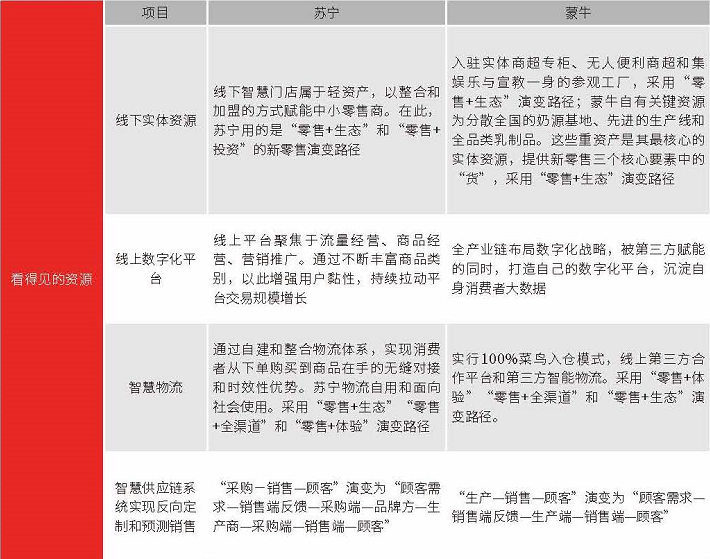 项目
苏宁
蒙牛
看得见的资源
线下实体资源
线下智慧门店属于轻资产，以整合和
加盟的方式赋能中小零售商。在此，
苏宁用的是“零售+生态”和“零售+
投资”的新零售演变路径
入驻实体商超专柜、无人便利商超和集
娱乐与宣教一身的参观工厂，采用“零
售+生态”演变路径；蒙牛自有关键资源
为分散全国的奶源基地、先进的生产线和
全品类乳制品。这些重资产是其最核心的
实体资源，提供新零售三个核心要素中的
“货”，采用“零售+生态”演变路径
线上数字化平
台
线上平台聚焦于流量经营、商品经
营、营销推广。通过不断丰富商品类
别，以此增强用户黏性，持续拉动平
台交易规模增长
全产业链布局数字化战略，被第三方赋能
的同时，打造自己的数字化平台，沉淀自
身消费者大数据
智慧物流
通过自建和整合物流体系，实现消费
者从下单购买到商品在手的无缝对接
和时效性优势。苏宁物流自用和面向
社会使用。采用“零售+生态”“零售
+全渠道”和“零售+体验”演变路径
实行100%菜鸟入仓模式，线上第三方合
作平台和第三方智能物流。采用“零售+体
验”“零售+全渠道”和“零售+生态”演
变路径。
智慧供应链系
统实现反向定
制和预测销售
“采购—销售—顾客”演变为“顾客需
求—销售端反馈—采购端—品牌方—生
产商—采购端—销售端—顾客”
“生产—销售—顾客”演变为“顾客需求—
销售端反馈—生产端—销售端—顾客”